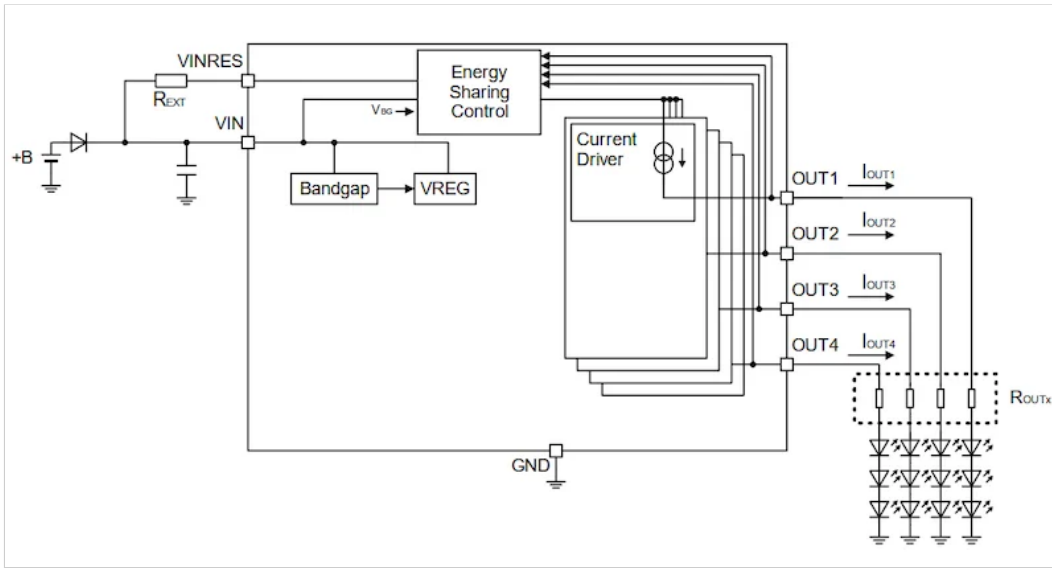 VINRES
REXT
VIN
+B
Energy
Sharing
Control
VBG
Bandgap
VREG
Current
Driver
OUT1
IOUT1
OUT2
IOUT2
OUT3
IOUT3
OUT4
IOUT4
ROUTx
GND